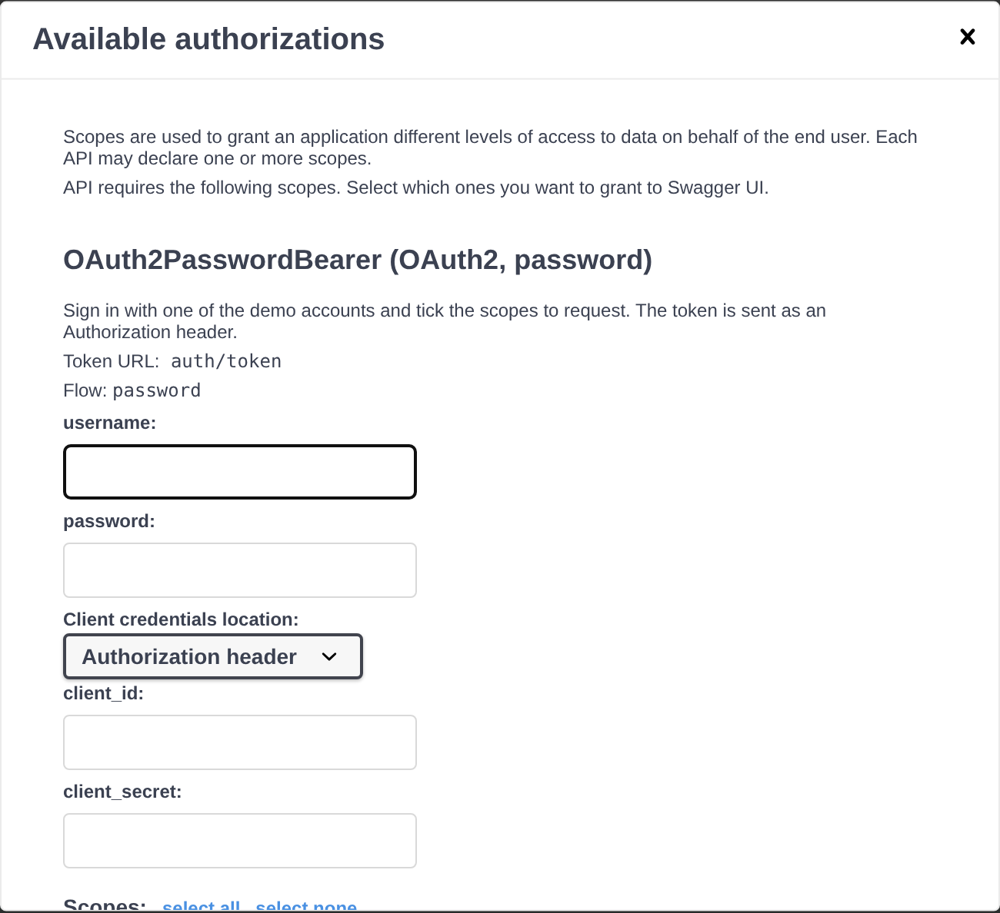 Available authorizations
Scopes are used to grant an application different levels of access to data on behalf of the end user. Each
API may declare one or more scopes.
API requires the following scopes. Select which ones you want to grant to Swagger UI.
OAuth2PasswordBearer (OAuth2, password)
Sign in with one of the demo accounts and tick the scopes to request. The token is sent as an
Authorization header.
Token URL: auth/token
Flow: password
username:
password:
Client credentials location:
Authorization header
client_id:
client_secret:
Scopes: select all select none